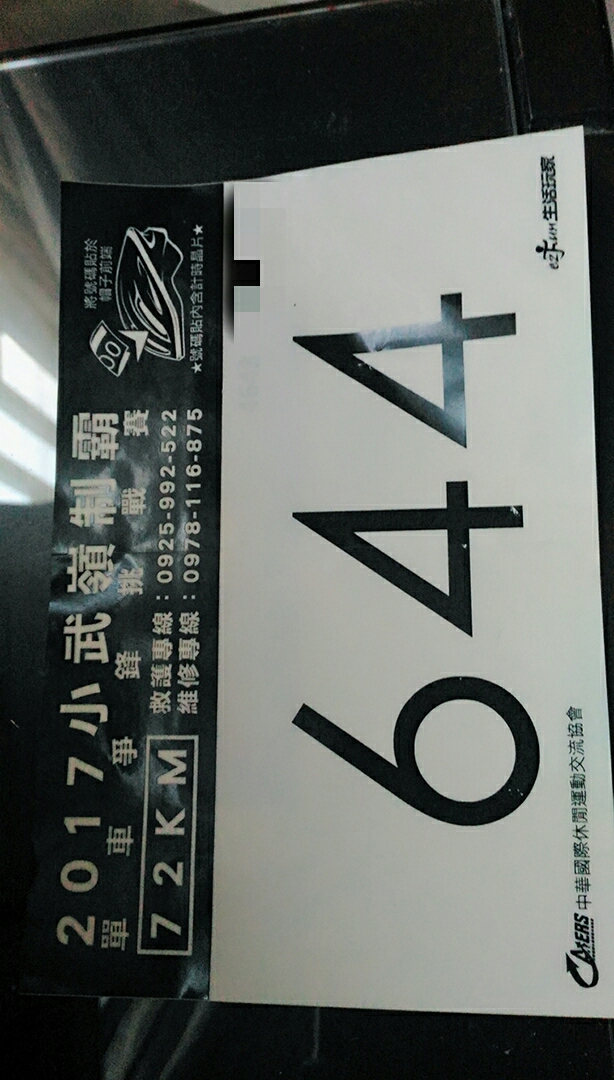 2017小武嶺制霸
單車爭鋒挑戰賽
72KM
救護專線：0925-992-522
維修專線：0978-116-875
將號碼貼於
帽子前端
★號碼貼內含計時晶片★
644
中華國際休閒運動交流協會
生活玩家